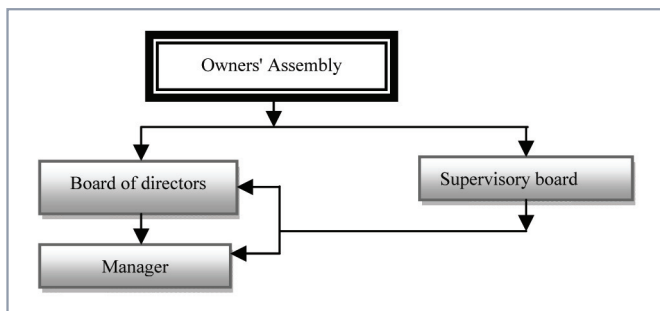 Owners' Assembly
Board of directors
Supervisory board
Manager